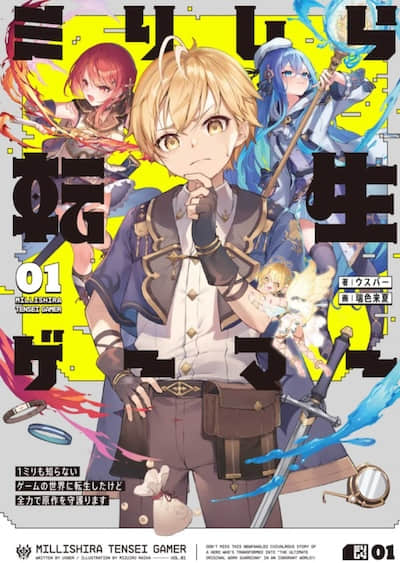 ミリしら
転生
ゲーマー
01
MILLISHIRA
TENSEI GAMER
著 ウスバー
画 瑠色来夏
1ミリも知らない
ゲームの世界に転生したけど
全力で原作を守護ります
MILLISHIRA TENSEI GAMER
WRITTEN BY USBER / ILLUSTRATION BY RUIIRO RAIKA VOL.01
DON'T MISS THIS NEWFANGLED CHIVALROUS STORY OF
A HERO WHO'S TRANSFORMED INTO "THE ULTIMATE
ORIGINAL WORK GUARDIAN" IN AN IGNORANT WORLD!!
01